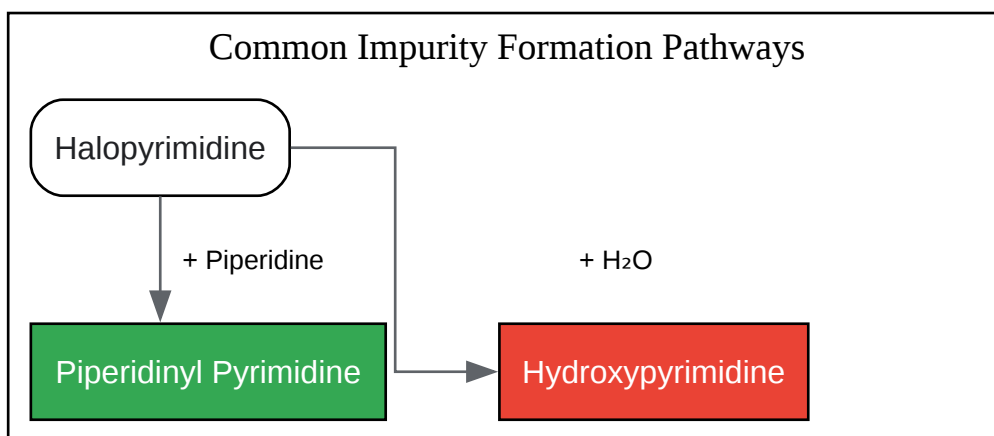 Common Impurity Formation Pathways
Halopyrimidine
+ Piperidine
+ H₂O
Piperidinyl Pyrimidine
Hydroxypyrimidine